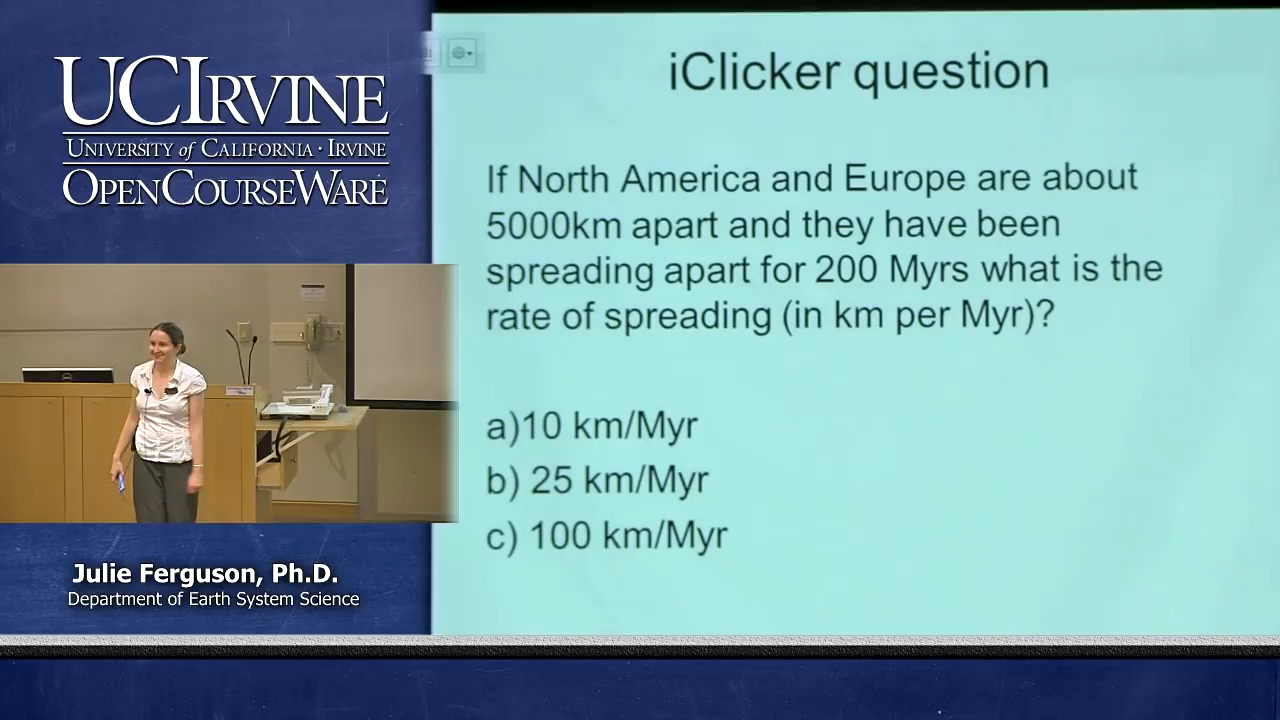 UCIRVINE
UNIVERSITY of CALIFORNIA · IRVINE
OPENCOURSEWARE
iClicker question
If North America and Europe are about
5000km apart and they have been
spreading apart for 200 Myrs what is the
rate of spreading (in km per Myr)?
a)10 km/Myr
b) 25 km/Myr
c) 100 km/Myr
Julie Ferguson, Ph.D.
Department of Earth System Science